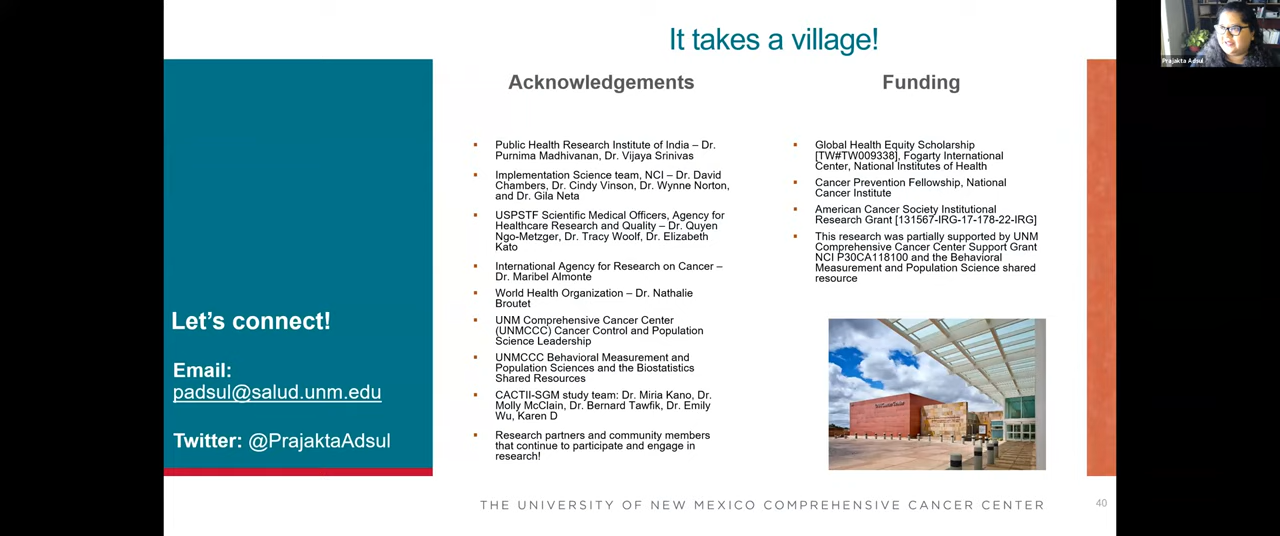 It takes a village!
Prajakta Adsul
Acknowledgements
Public Health Research Institute of India – Dr.
Purnima Madhivanan, Dr. Vijaya Srinivas
Implementation Science team, NCI – Dr. David
Chambers, Dr. Cindy Vinson, Dr. Wynne Norton,
and Dr. Gila Neta
USPSTF Scientific Medical Officers, Agency for
Healthcare Research and Quality – Dr. Quyen
Ngo-Metzger, Dr. Tracy Woolf, Dr. Elizabeth
Kato
International Agency for Research on Cancer –
Dr. Maribel Almonte
World Health Organization – Dr. Nathalie
Broutet
UNM Comprehensive Cancer Center
(UNMCCC) Cancer Control and Population
Science Leadership
UNMCCC Behavioral Measurement and
Population Sciences and the Biostatistics
Shared Resources
CACTII-SGM study team: Dr. Miria Kano, Dr.
Molly McClain, Dr. Bernard Tawfik, Dr. Emily
Wu, Karen D
Research partners and community members
that continue to participate and engage in
research!
Funding
Global Health Equity Scholarship
[TW#TW009338], Fogarty International
Center, National Institutes of Health
Cancer Prevention Fellowship, National
Cancer Institute
American Cancer Society Institutional
Research Grant [131567-IRG-17-178-22-IRG]
This research was partially supported by UNM
Comprehensive Cancer Center Support Grant
NCI P30CA118100 and the Behavioral
Measurement and Population Science shared
resource
Let's connect!
Email:
padsul@salud.unm.edu
Twitter: @PrajaktaAdsul
THE UNIVERSITY OF NEW MEXICO COMPREHENSIVE CANCER CENTER
40